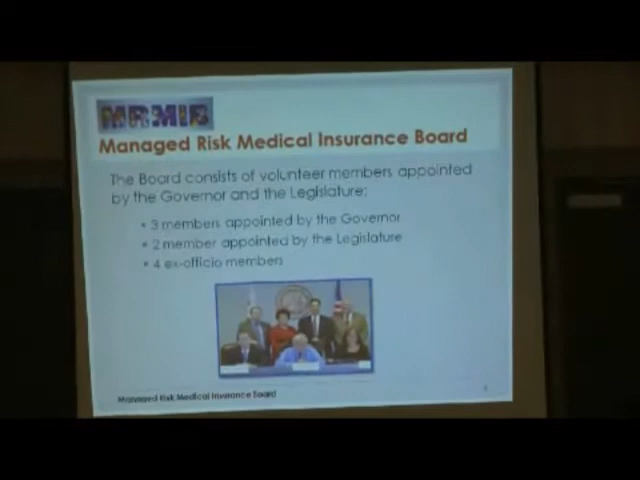 MRMIB
Managed Risk Medical Insurance Board
The Board consists of volunteer members appointed
by the Governor and the Legislature:
• 3 members appointed by the Governor
• 2 member appointed by the Legislature
• 4 ex-officio members
Managed Risk Medical Insurance Board